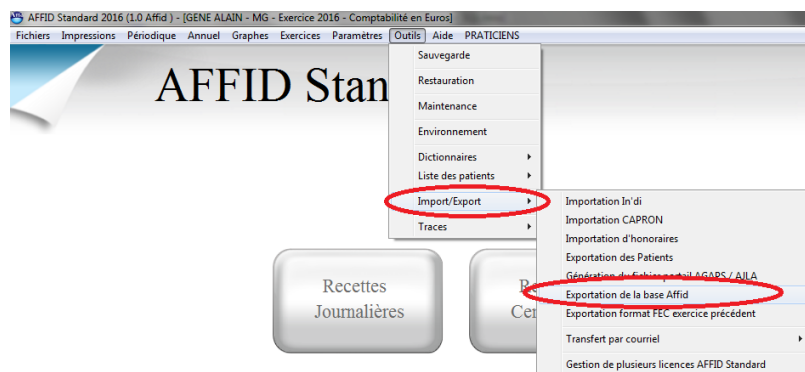 AFFID Standard 2016 (1.0 Affid ) - [GENE ALAIN - MG - Exercice 2016 - Comptabilité en Euros]
Fichiers Impressions Périodique Annuel Graphes Exercices Paramètres Outils Aide PRATICIENS
AFFID Stan
Sauvegarde
Restauration
Maintenance
Environnement
Dictionnaires
Liste des patients
Import/Export
Traces
Importation In'di
Importation CAPRON
Importation d'honoraires
Exportation des Patients
Génération du fichier portail AGAPS / AJLA
Exportation de la base Affid
Exportation format FEC exercice précédent
Transfert par courriel
Gestion de plusieurs licences AFFID Standard
Recettes
Journalières
Cer